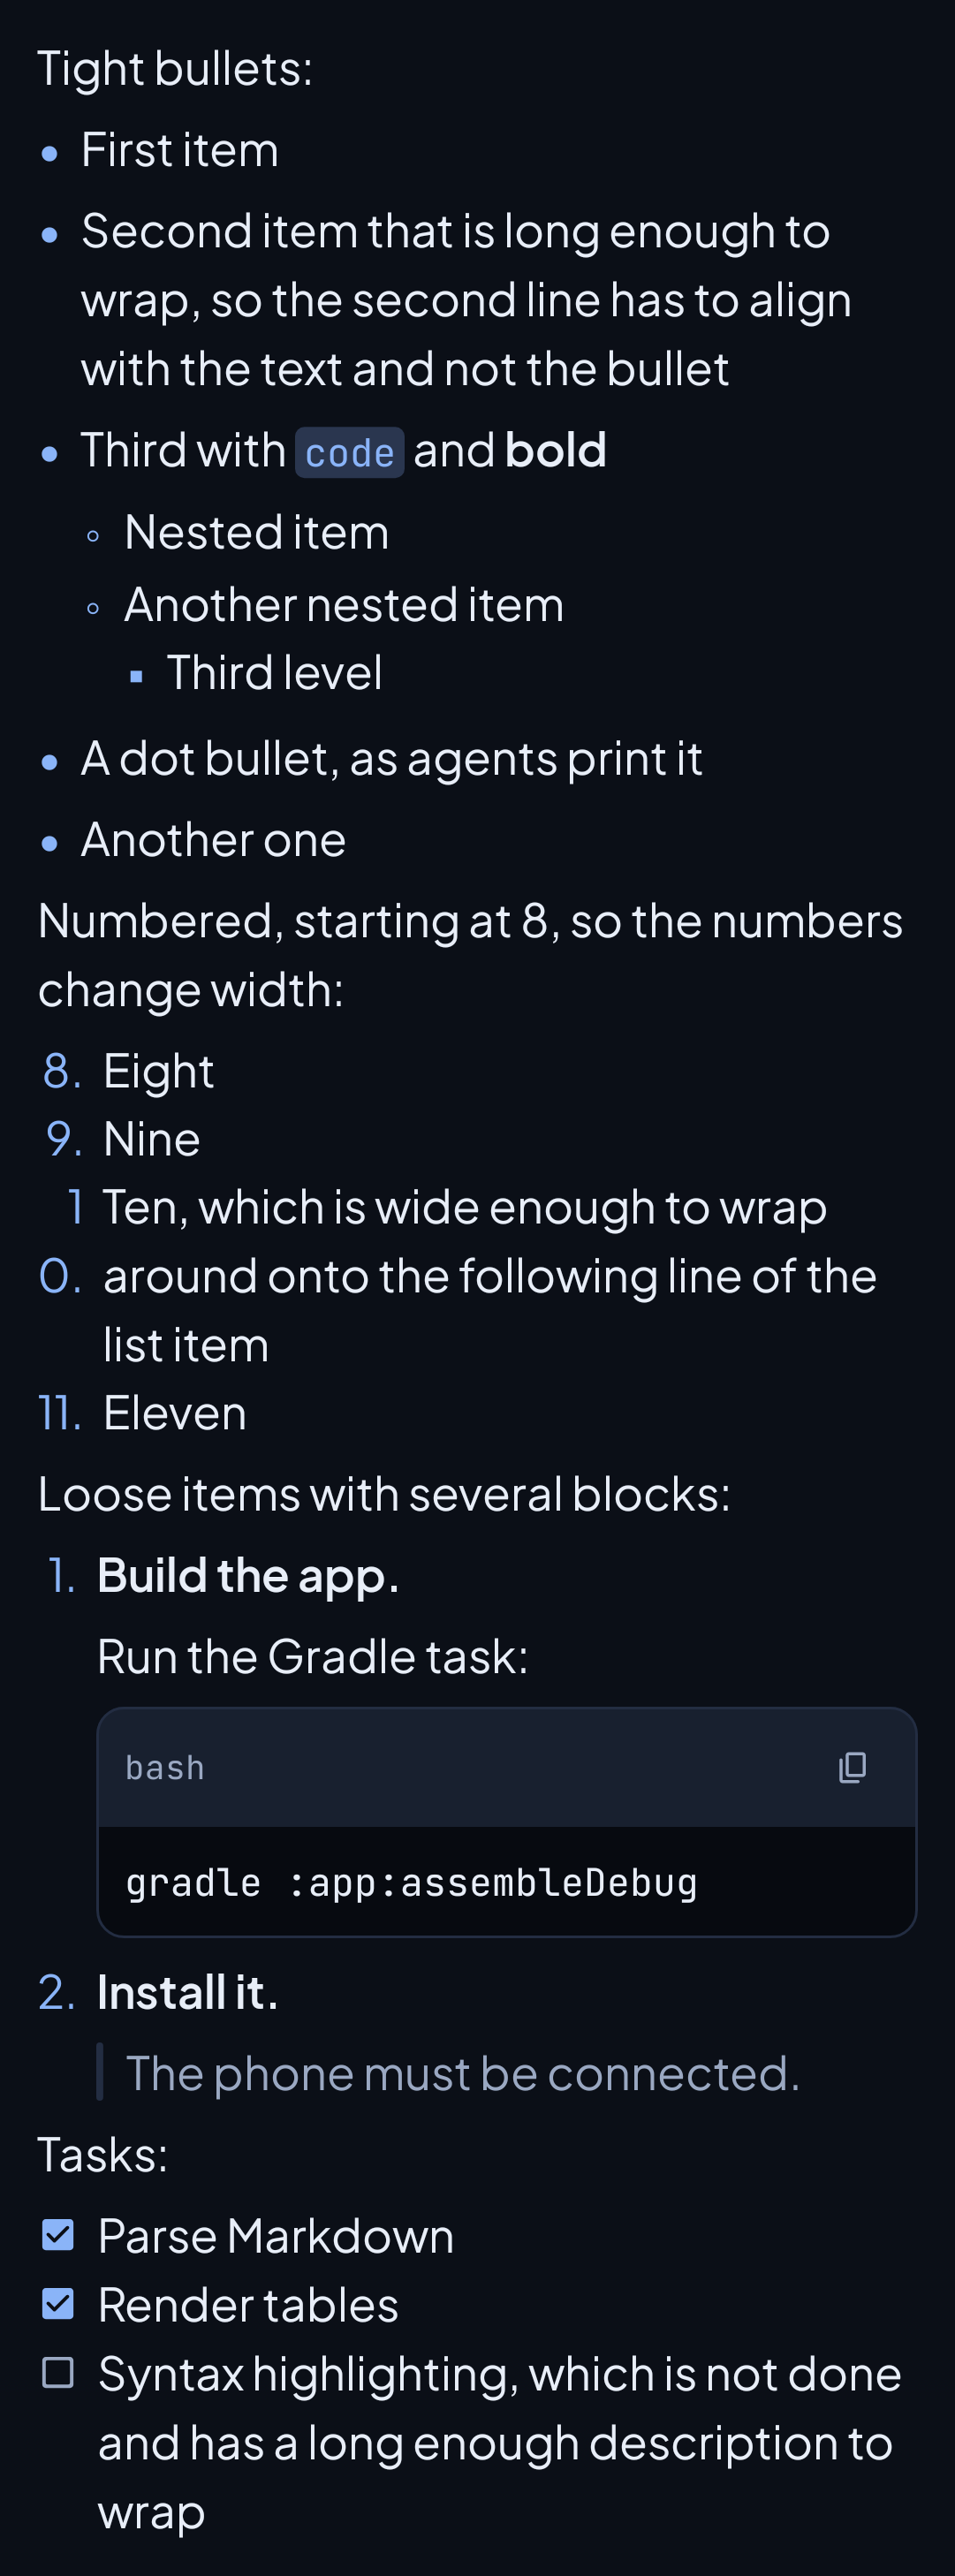 Tight bullets:
• First item
• Second item that is long enough to
wrap, so the second line has to align
with the text and not the bullet
• Third with code and bold
◦ Nested item
◦ Another nested item
▪ Third level
• A dot bullet, as agents print it
• Another one
Numbered, starting at 8, so the numbers
change width:
8. Eight
9. Nine
1 Ten, which is wide enough to wrap
0. around onto the following line of the
list item
11. Eleven
Loose items with several blocks:
1. Build the app.
Run the Gradle task:
bash
gradle :app:assembleDebug
2. Install it.
The phone must be connected.
Tasks:
☑ Parse Markdown
☑ Render tables
☐ Syntax highlighting, which is not done
and has a long enough description to
wrap